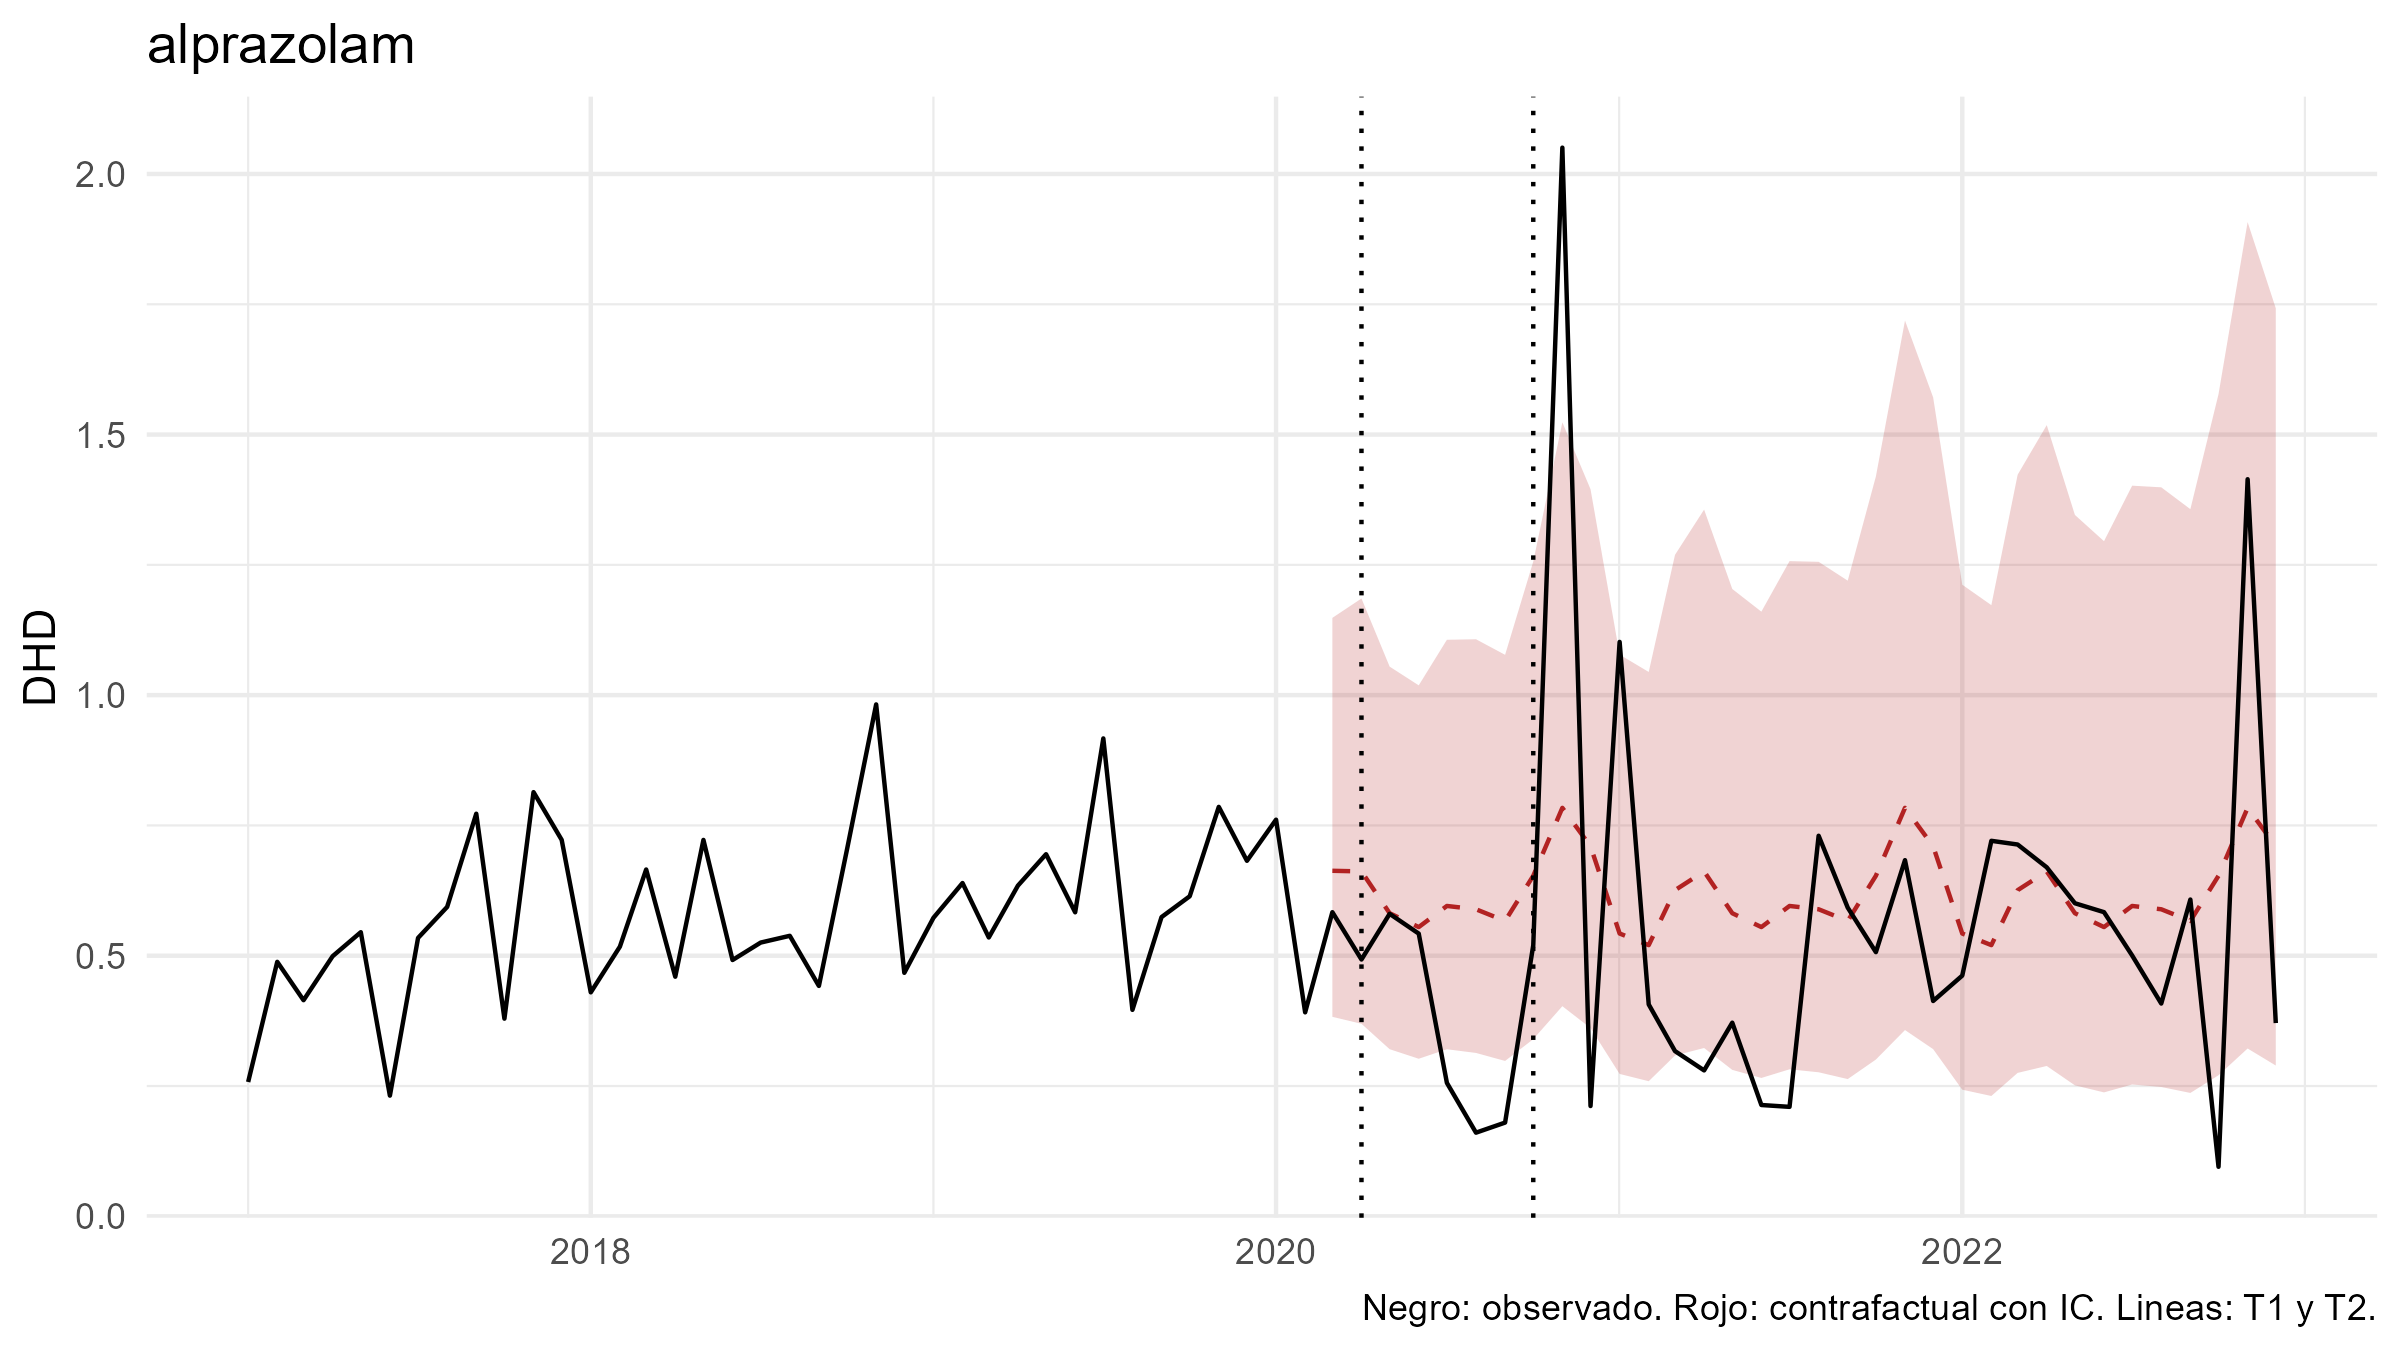 alprazolam
DHD
2.0
1.5
1.0
0.5
0.0
2018 2020 2022
Negro: observado. Rojo: contrafactual con IC. Lineas: T1 y T2.